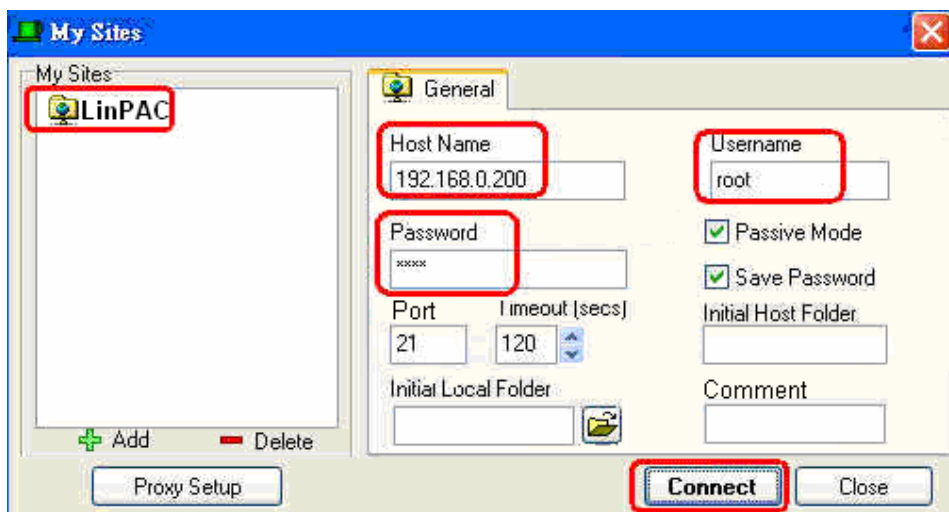 My Sites
My Sites
LinPAC
General
Host Name
Username
192.168.0.200
root
Password
Passive Mode
****
Save Password
Port
Timeout (secs)
Initial Host Folder
21
120
Initial Local Folder
Comment
Add
Delete
Proxy Setup
Connect
Close